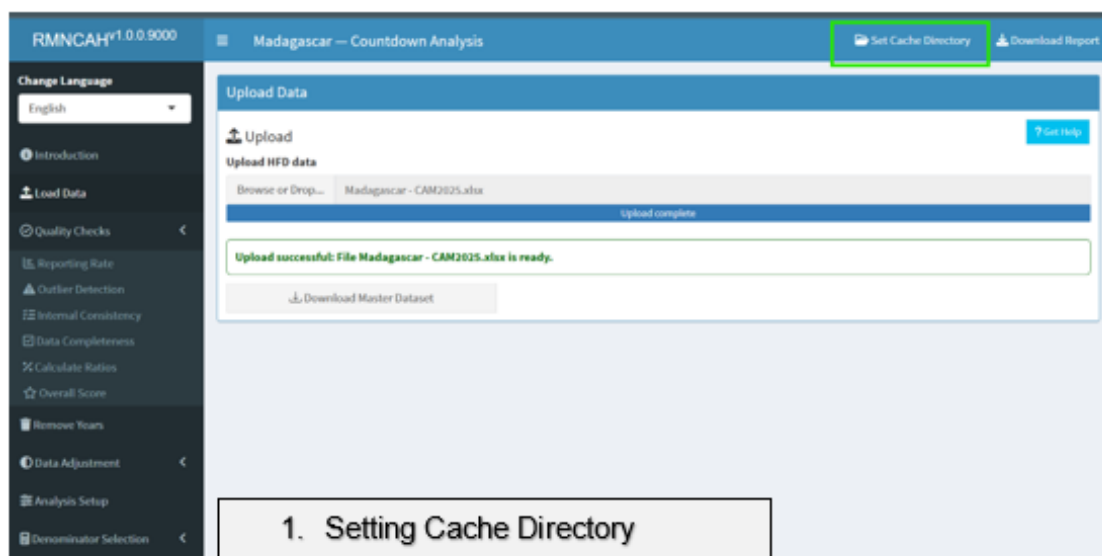 RMNCAH v1.0.0.9000
Madagascar — Countdown Analysis
Set Cache Directory
Download Report
Change Language
English
Introduction
Load Data
Quality Checks
Reporting Rate
Outlier Detection
Internal Consistency
Data Completeness
Calculate Ratios
Overall Score
Remove Years
Data Adjustment
Analysis Setup
Denominator Selection
Upload Data
Upload
? Get Help
Upload HFD data
Browse or Drop... Madagascar - CAM2025.xlsx
Upload complete
Upload successful: File Madagascar - CAM2025.xlsx is ready.
Download Master Dataset
1. Setting Cache Directory